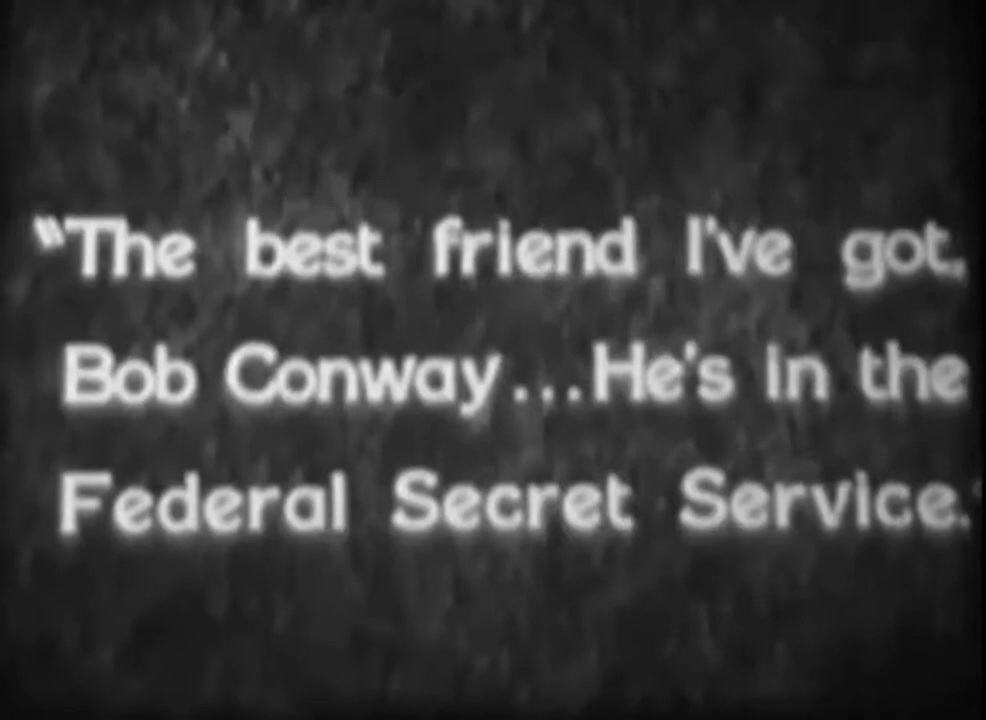 "The best friend I've got,
Bob Conway...He's in the
Federal Secret Service."